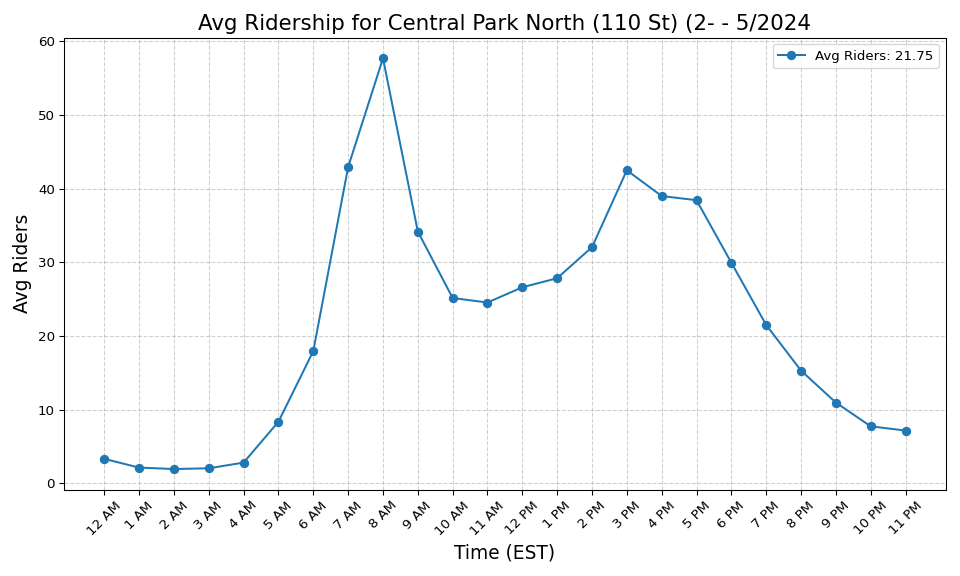 Avg Ridership for Central Park North (110 St) (2- - 5/2024
Avg Riders: 21.75
Avg Riders
60
50
40
30
20
10
0
12 AM
1 AM
2 AM
3 AM
4 AM
5 AM
6 AM
7 AM
8 AM
9 AM
10 AM
11 AM
12 PM
1 PM
2 PM
3 PM
4 PM
5 PM
6 PM
7 PM
8 PM
9 PM
10 PM
11 PM
Time (EST)